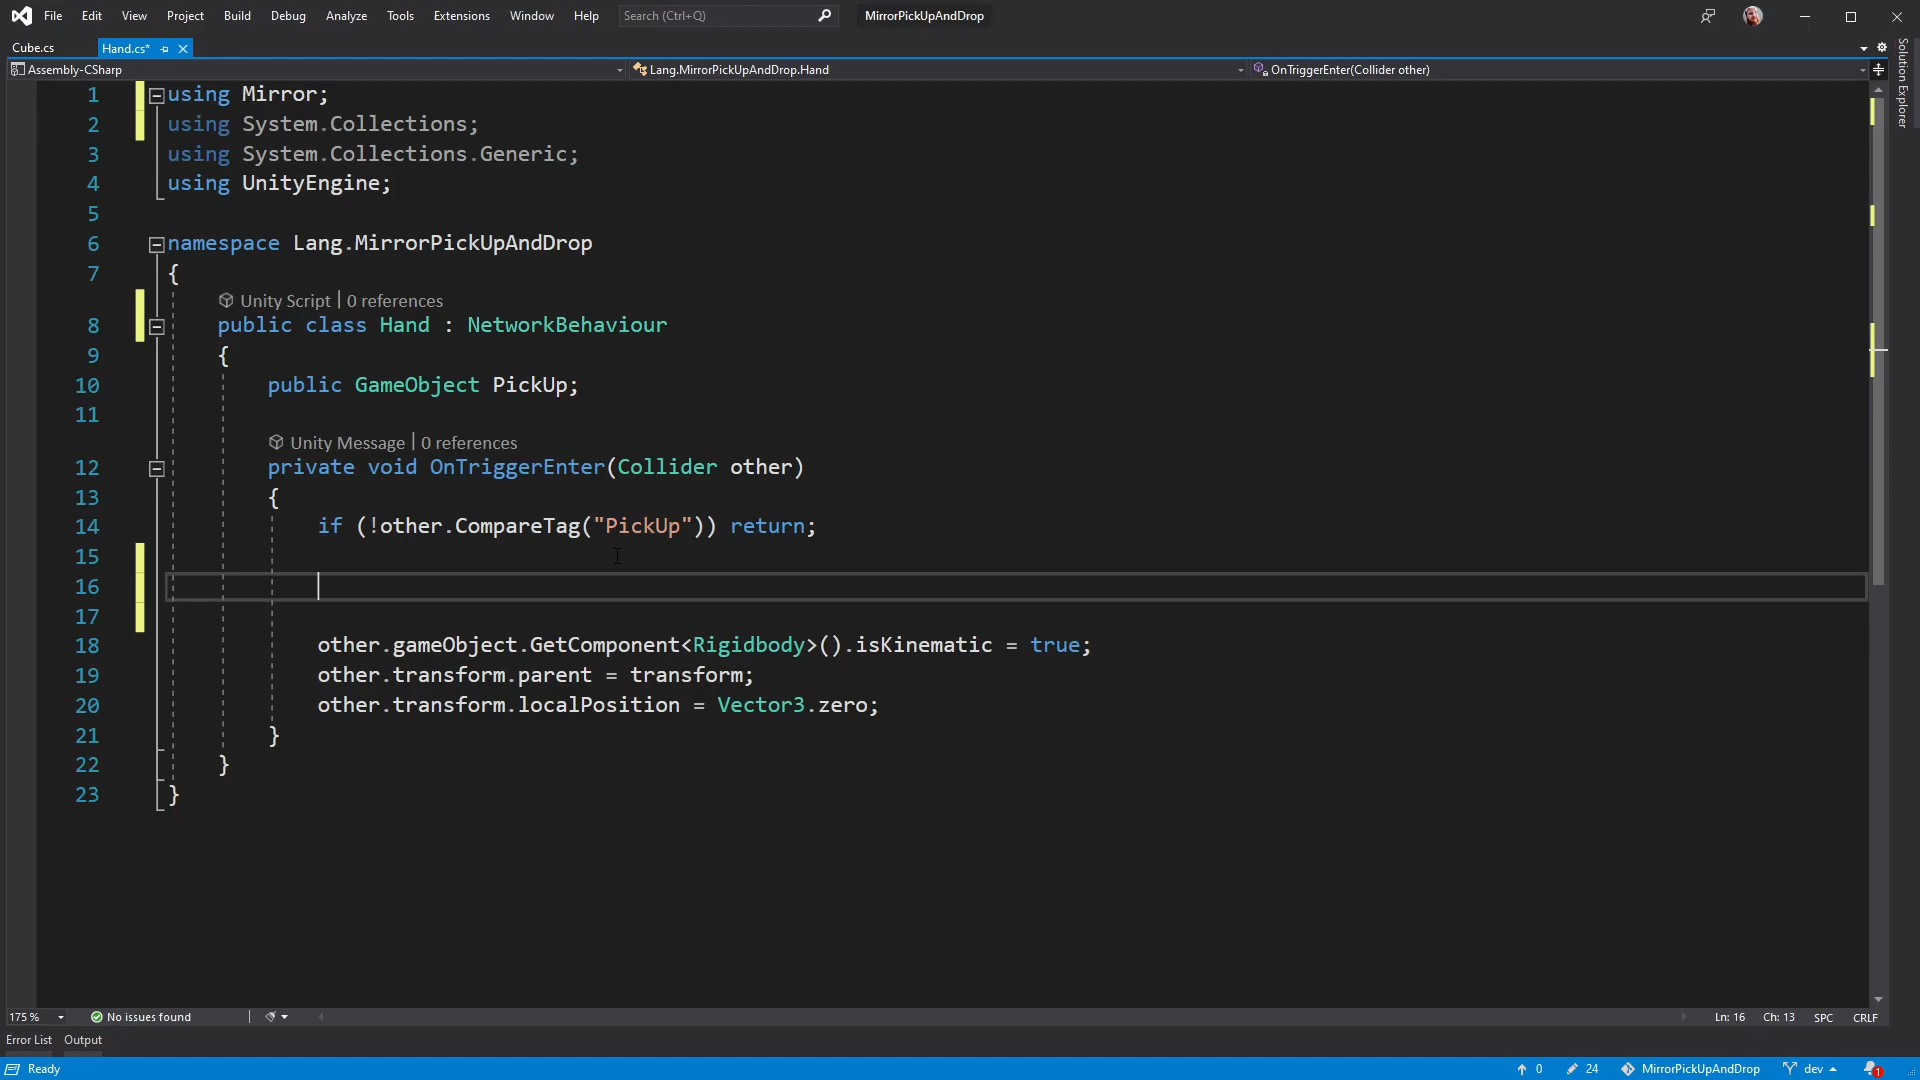 File Edit View Project Build Debug Analyze Tools Extensions Window Help Search (Ctrl+Q) MirrorPickUpAndDrop
Cube.cs Hand.cs*
Assembly-CSharp Lang.MirrorPickUpAndDrop.Hand OnTriggerEnter(Collider other)
Solution Explorer
1 using Mirror;
2 using System.Collections;
3 using System.Collections.Generic;
4 using UnityEngine;
5
6 namespace Lang.MirrorPickUpAndDrop
7 {
Unity Script | 0 references
8 public class Hand : NetworkBehaviour
9 {
10 public GameObject PickUp;
11
Unity Message | 0 references
12 private void OnTriggerEnter(Collider other)
13 {
14 if (!other.CompareTag("PickUp")) return;
15
16
17
18 other.gameObject.GetComponent<Rigidbody>().isKinematic = true;
19 other.transform.parent = transform;
20 other.transform.localPosition = Vector3.zero;
21 }
22 }
23 }
175 % No issues found Ln: 16 Ch: 13 SPC CRLF
Error List Output
Ready 0 24 MirrorPickUpAndDrop dev 1